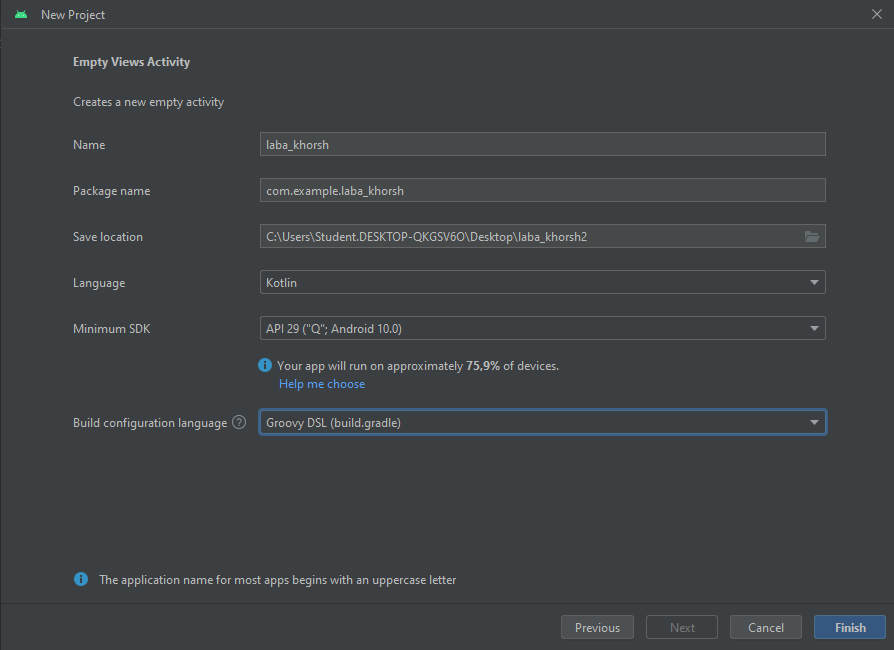 New Project
Empty Views Activity
Creates a new empty activity
Name laba_khorsh
Package name com.example.laba_khorsh
Save location C:\Users\Student.DESKTOP-QKGSV6O\Desktop\laba_khorsh2
Language Kotlin
Minimum SDK API 29 ("Q"; Android 10.0)
Your app will run on approximately 75,9% of devices.
Help me choose
Build configuration language ? Groovy DSL (build.gradle)
The application name for most apps begins with an uppercase letter
Previous Next Cancel Finish